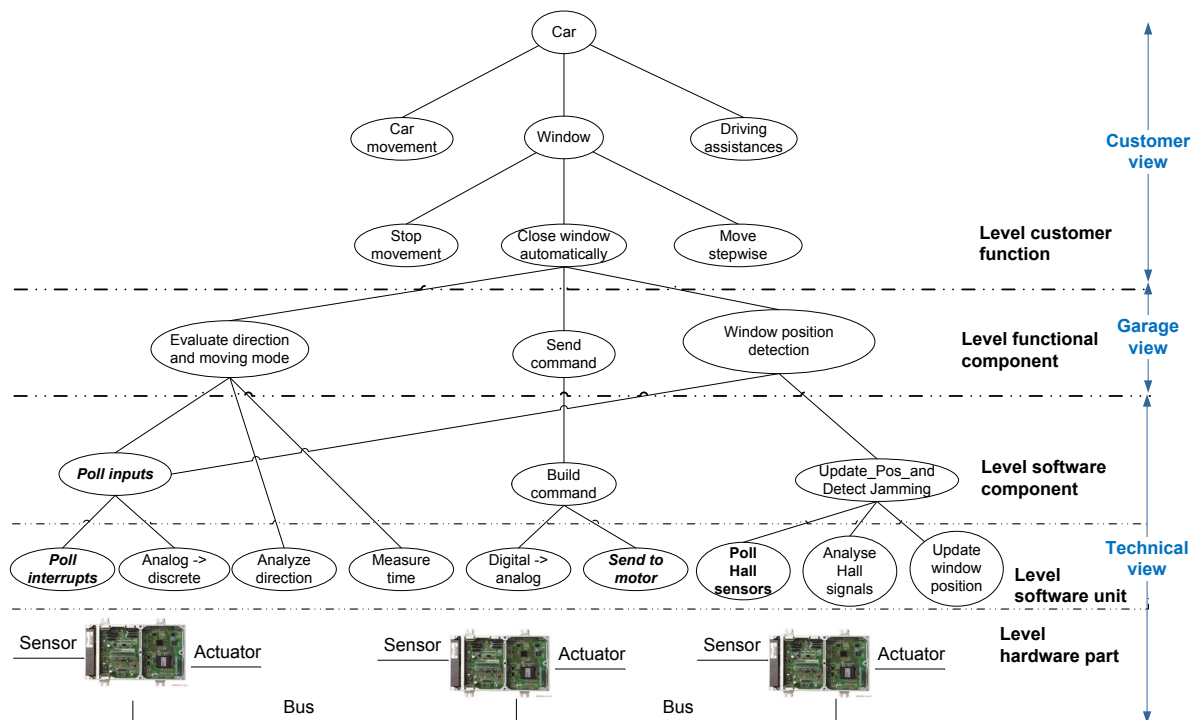 Car
Car
movement
Window
Driving
assistances
Customer
view
Stop
movement
Close window
automatically
Move
stepwise
Level customer
function
Evaluate direction
and moving mode
Send
command
Window position
detection
Level functional
component
Garage
view
Poll inputs
Build
command
Update_Pos_and
Detect Jamming
Level software
component
Poll
interrupts
Analog ->
discrete
Analyze
direction
Measure
time
Digital ->
analog
Send to
motor
Poll
Hall
sensors
Analyse
Hall
signals
Update
window
position
Level
software unit
Technical
view
Sensor
Actuator
Sensor
Actuator
Sensor
Actuator
Level
hardware part
Bus
Bus